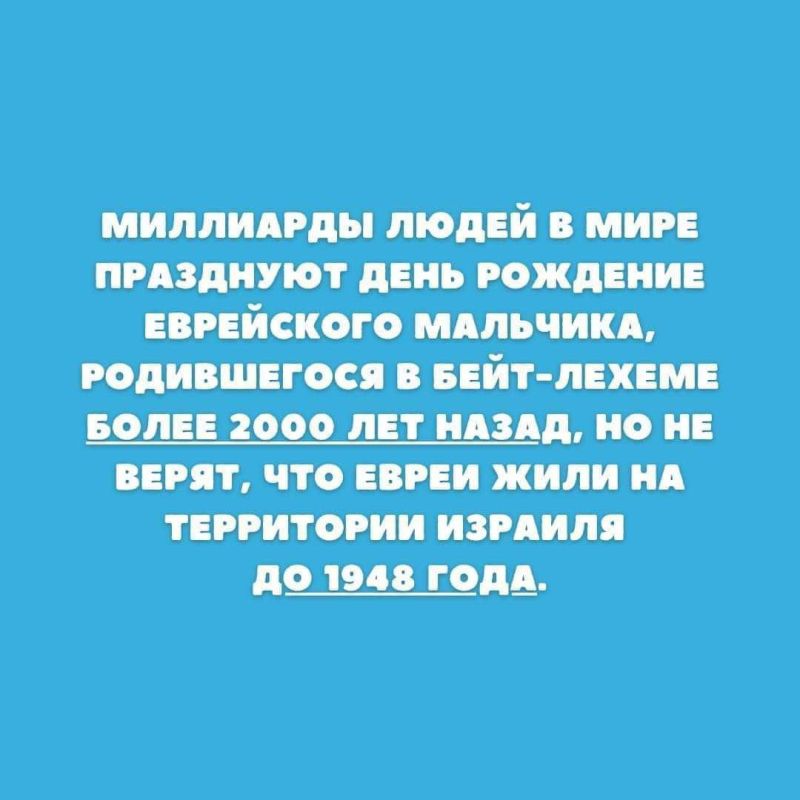 МИЛЛИАРДЫ ЛЮДЕЙ В МИРЕ
ПРАЗДНУЮТ ДЕНЬ РОЖДЕНИЕ
ЕВРЕЙСКОГО МАЛЬЧИКА,
РОДИВШЕГОСЯ В БЕЙТ-ЛЕХЕМЕ
БОЛЕЕ 2000 ЛЕТ НАЗАД, НО НЕ
ВЕРЯТ, ЧТО ЕВРЕИ ЖИЛИ НА
ТЕРРИТОРИИ ИЗРАИЛЯ
ДО 1948 ГОДА.